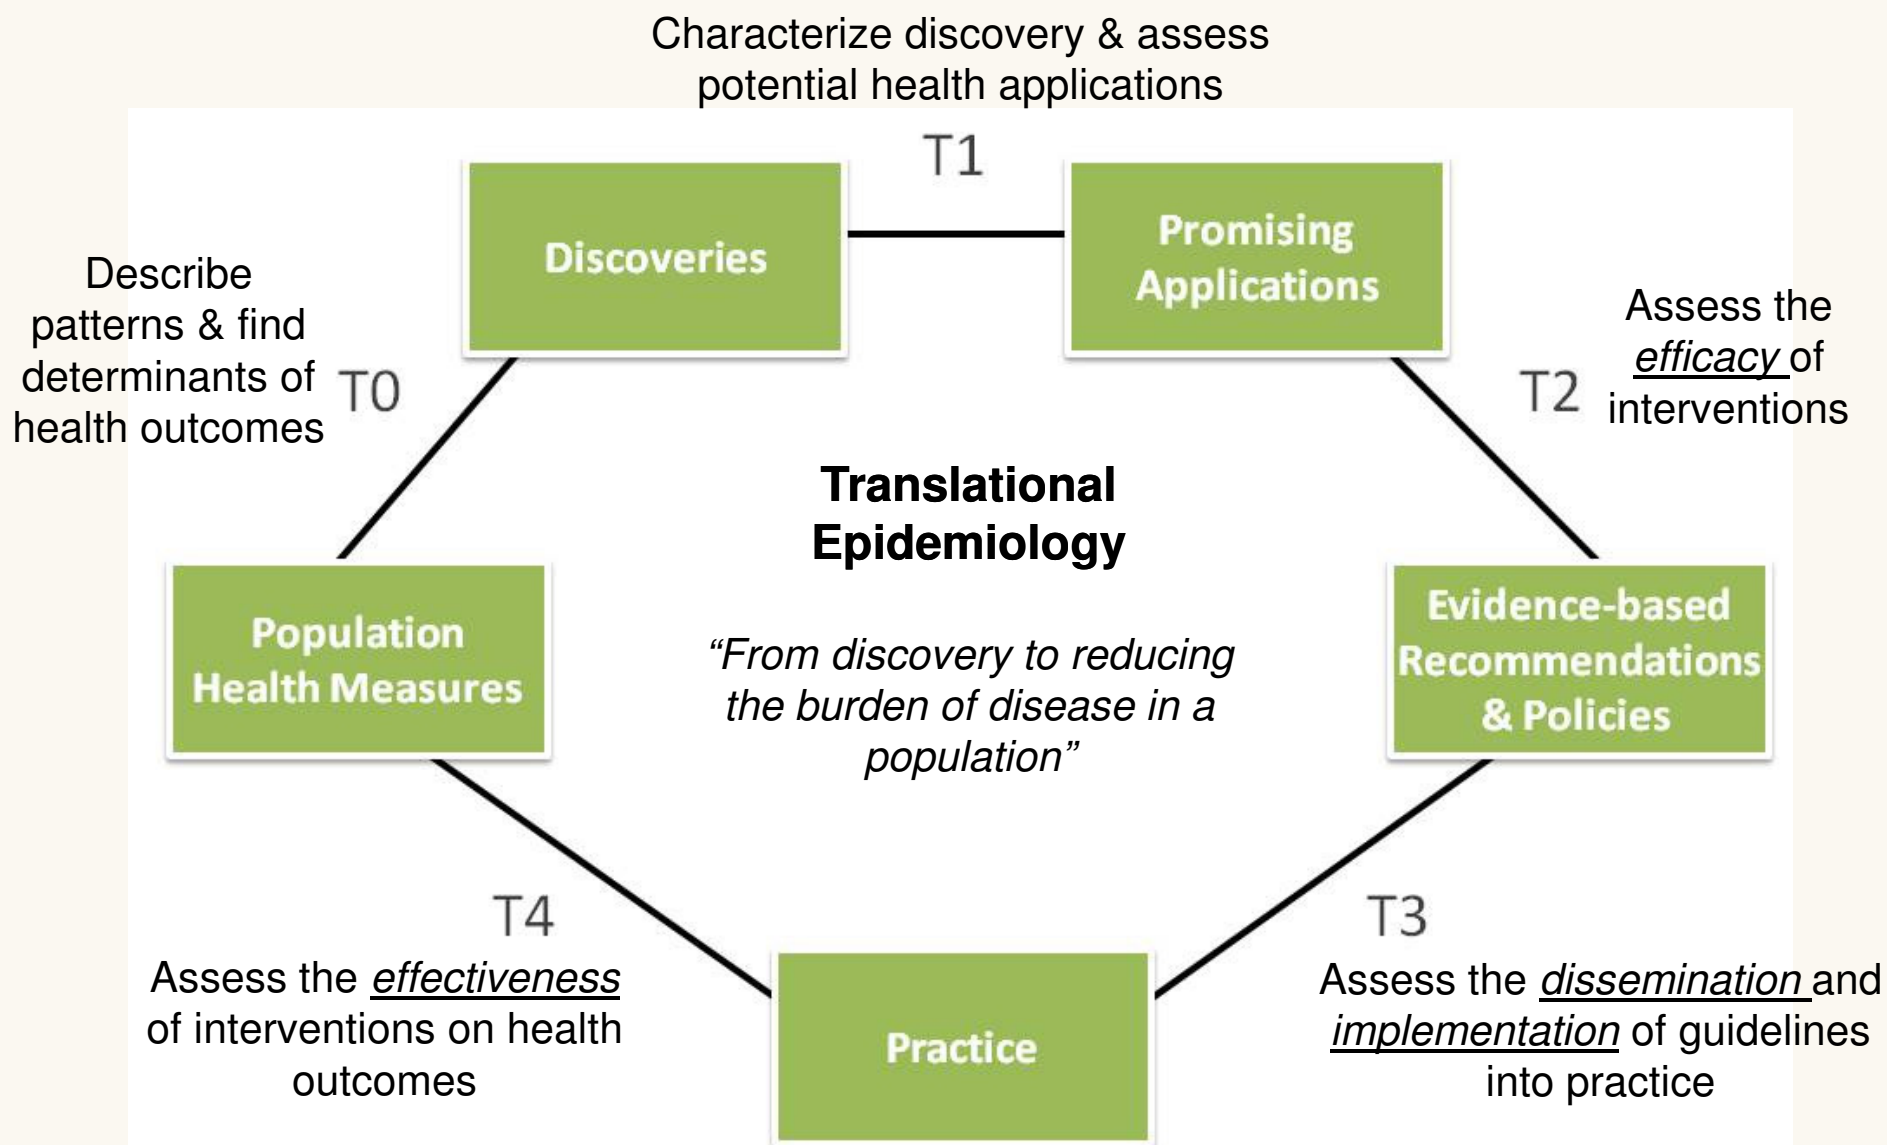 Characterize discovery & assess
potential health applications
T1
Discoveries
Promising
Applications
Describe
patterns & find
determinants of
health outcomes
T0
Assess the
efficacy of
interventions
T2
Translational
Epidemiology
“From discovery to reducing
the burden of disease in a
population”
Population
Health Measures
Evidence-based
Recommendations
& Policies
T4
Assess the effectiveness
of interventions on health
outcomes
Practice
T3
Assess the dissemination and
implementation of guidelines
into practice